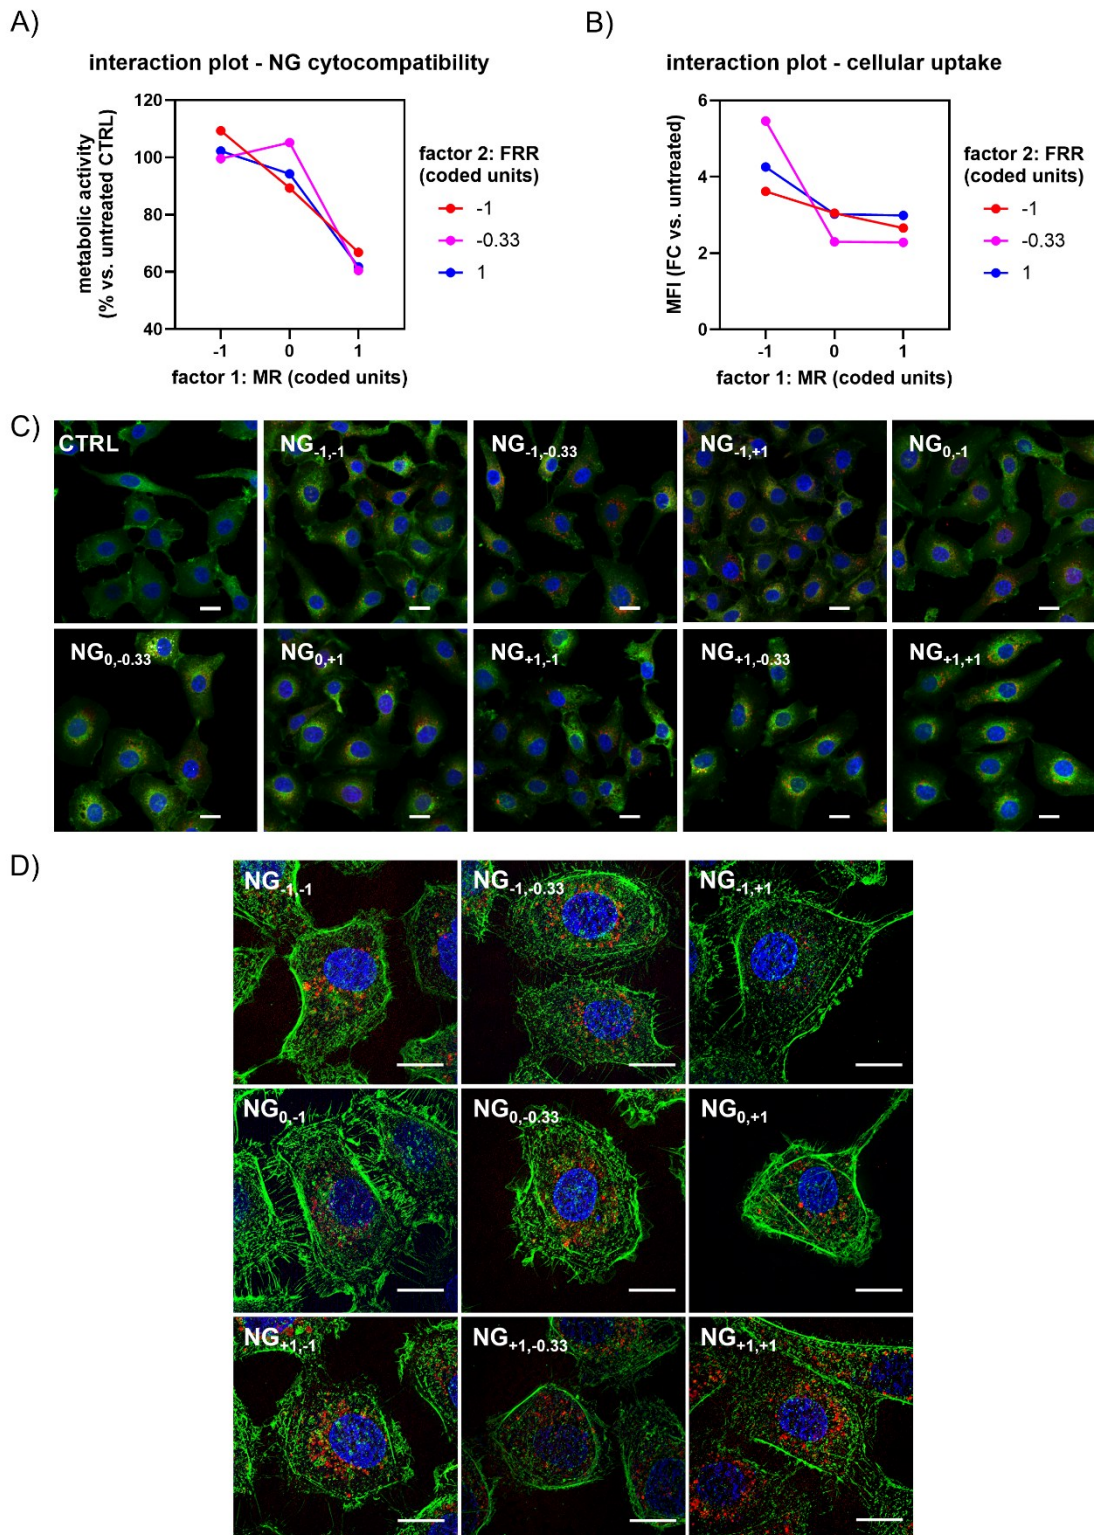 A)
interaction plot - NG cytocompatibility
120
100
80
60
40
metabolic activity
(% vs. untreated CTRL)
-1
0
1
factor 1: MR (coded units)
factor 2: FRR
(coded units)
-1
-0.33
1
B)
interaction plot - cellular uptake
6
4
2
0
MFI (FC vs. untreated)
-1
0
1
factor 1: MR (coded units)
factor 2: FRR
(coded units)
-1
-0.33
1
C)
CTRL
NG-1,-1
NG-1,-0.33
NG-1,+1
NG0,-1
NG0,-0.33
NG0,+1
NG+1,-1
NG+1,-0.33
NG+1,+1
D)
NG-1,-1
NG-1,-0.33
NG-1,+1
NG0,-1
NG0,-0.33
NG0,+1
NG+1,-1
NG+1,-0.33
NG+1,+1